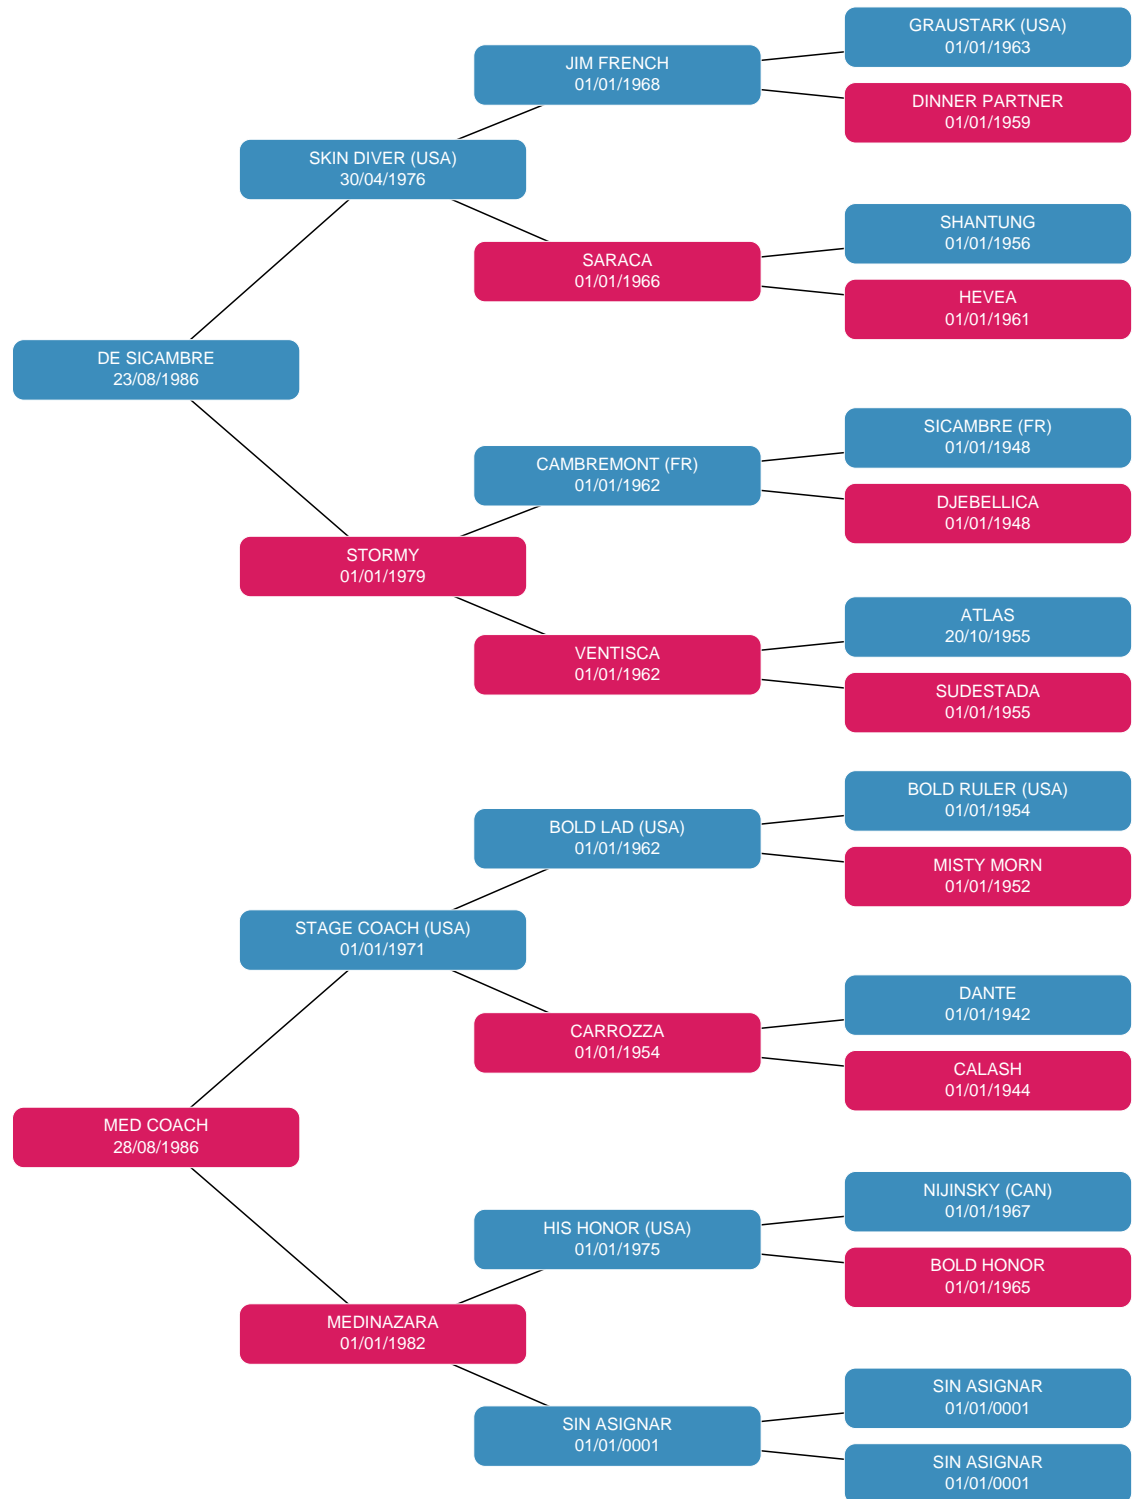 GRAUSTARK (USA)
01/01/1963
JIM FRENCH
01/01/1968
DINNER PARTNER
01/01/1959
SKIN DIVER (USA)
30/04/1976
SHANTUNG
01/01/1956
SARACA
01/01/1966
HEVEA
01/01/1961
DE SICAMBRE
23/08/1986
SICAMBRE (FR)
01/01/1948
CAMBREMONT (FR)
01/01/1962
DJEBELLICA
01/01/1948
STORMY
01/01/1979
ATLAS
20/10/1955
VENTISCA
01/01/1962
SUDESTADA
01/01/1955
BOLD RULER (USA)
01/01/1954
BOLD LAD (USA)
01/01/1962
MISTY MORN
01/01/1952
STAGE COACH (USA)
01/01/1971
DANTE
01/01/1942
CARROZZA
01/01/1954
CALASH
01/01/1944
MED COACH
28/08/1986
NIJINSKY (CAN)
01/01/1967
HIS HONOR (USA)
01/01/1975
BOLD HONOR
01/01/1965
MEDINAZARA
01/01/1982
SIN ASIGNAR
01/01/0001
SIN ASIGNAR
01/01/0001
SIN ASIGNAR
01/01/0001